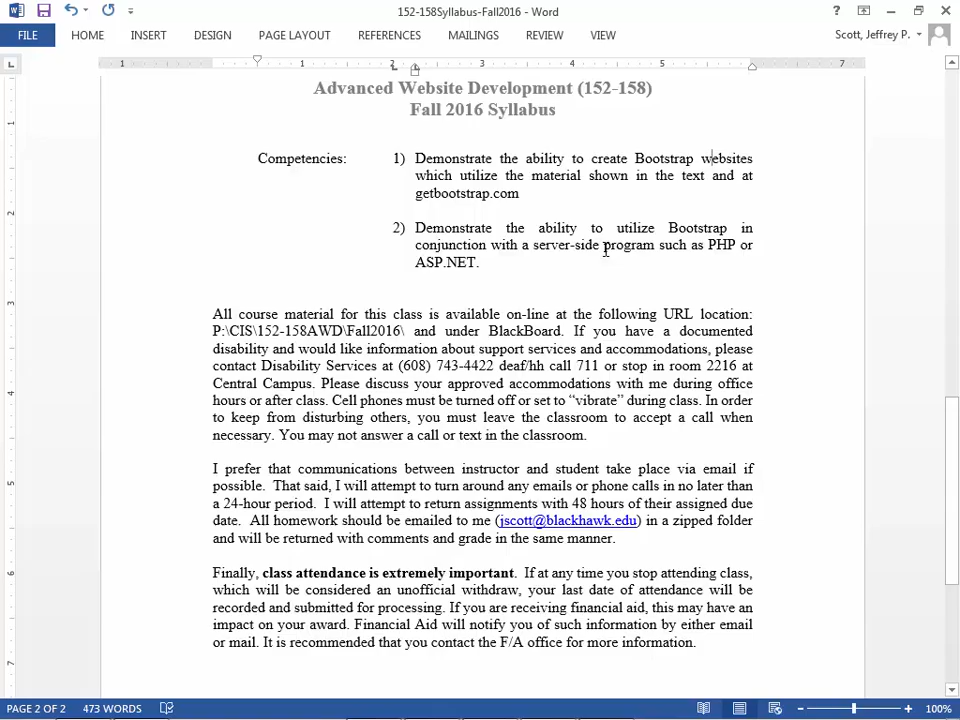 152-158Syllabus-Fall2016 - Word
FILE HOME INSERT DESIGN PAGE LAYOUT REFERENCES MAILINGS REVIEW VIEW Scott, Jeffrey P.
1 1 2 3 4 5 7
Advanced Website Development (152-158)
Fall 2016 Syllabus
Competencies: 1) Demonstrate the ability to create Bootstrap websites
which utilize the material shown in the text and at
getbootstrap.com
2) Demonstrate the ability to utilize Bootstrap in
conjunction with a server-side program such as PHP or
ASP.NET.
All course material for this class is available on-line at the following URL location:
P:\CIS\152-158AWD\Fall2016\ and under BlackBoard. If you have a documented
disability and would like information about support services and accommodations, please
contact Disability Services at (608) 743-4422 deaf/hh call 711 or stop in room 2216 at
Central Campus. Please discuss your approved accommodations with me during office
hours or after class. Cell phones must be turned off or set to “vibrate” during class. In order
to keep from disturbing others, you must leave the classroom to accept a call when
necessary. You may not answer a call or text in the classroom.
I prefer that communications between instructor and student take place via email if
possible. That said, I will attempt to turn around any emails or phone calls in no later than
a 24-hour period. I will attempt to return assignments with 48 hours of their assigned due
date. All homework should be emailed to me (jscott@blackhawk.edu) in a zipped folder
and will be returned with comments and grade in the same manner.
Finally, class attendance is extremely important. If at any time you stop attending class,
which will be considered an unofficial withdraw, your last date of attendance will be
recorded and submitted for processing. If you are receiving financial aid, this may have an
impact on your award. Financial Aid will notify you of such information by either email
or mail. It is recommended that you contact the F/A office for more information.
1
2
3
4
5
6
7
PAGE 2 OF 2 473 WORDS 100%